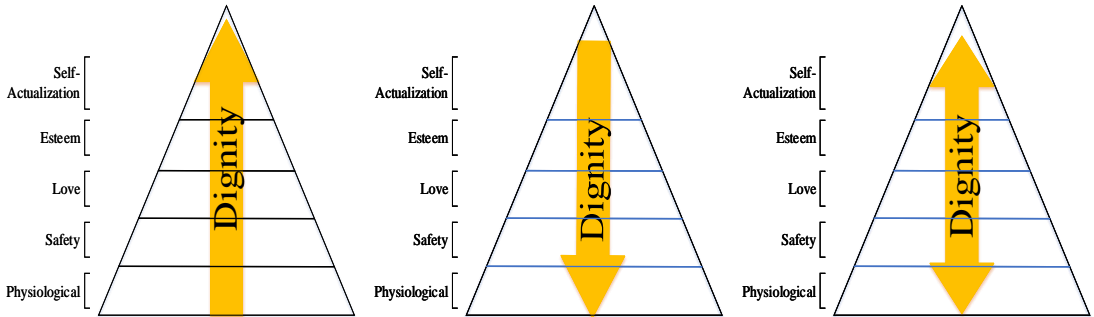 Self-
Actualization
Esteem
Love
Safety
Physiological
Dignity
Self-
Actualization
Esteem
Love
Safety
Physiological
Dignity
Self-
Actualization
Esteem
Love
Safety
Physiological
Dignity